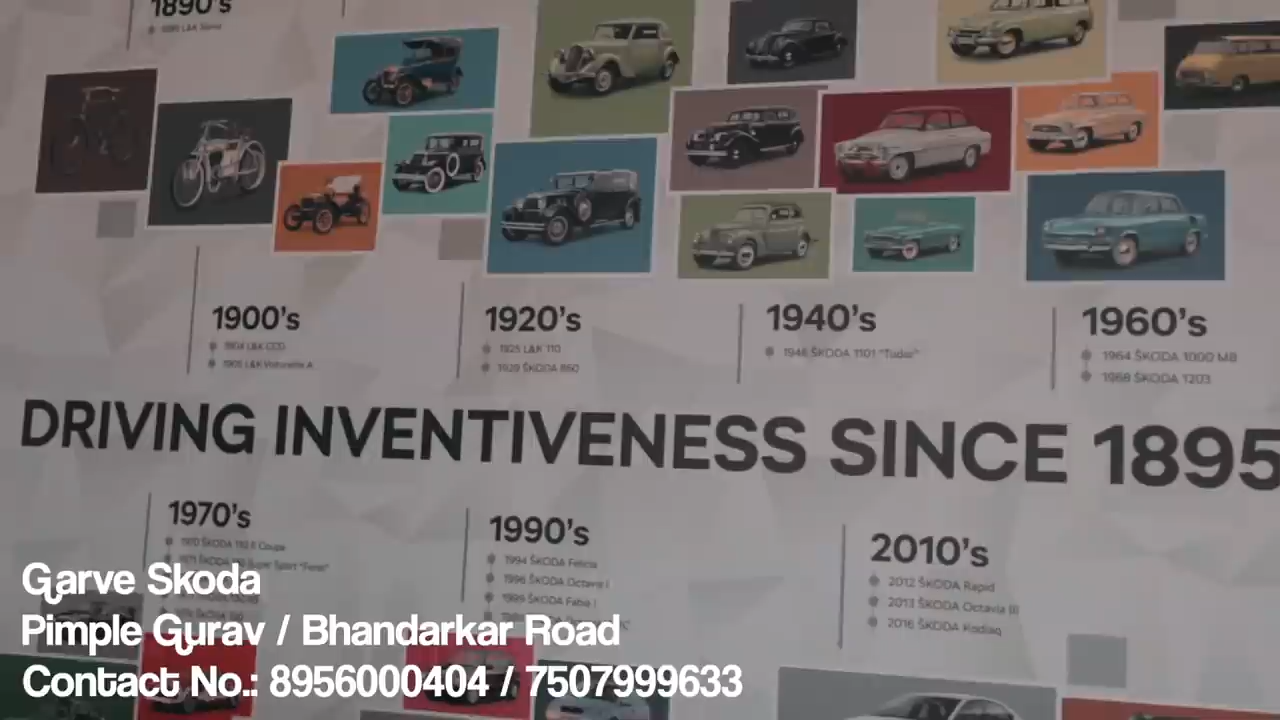 1890's
1900's
1904 L&K CCD
1905 L&K Voiturette A
1920's
1925 L&K 110
1929 ŠKODA 860
1940's
1946 ŠKODA 1101 "Tudor"
1960's
1964 ŠKODA 1000 MB
1968 ŠKODA 1203
DRIVING INVENTIVENESS SINCE 1895
1970's
1990's
1994 ŠKODA Felicia
1996 ŠKODA Octavia I
1999 ŠKODA Fabia I
2010's
2012 ŠKODA Rapid
2013 ŠKODA Octavia III
2016 ŠKODA Kodiaq
Garve Skoda
Pimple Gurav / Bhandarkar Road
Contact No.: 8956000404 / 7507999633